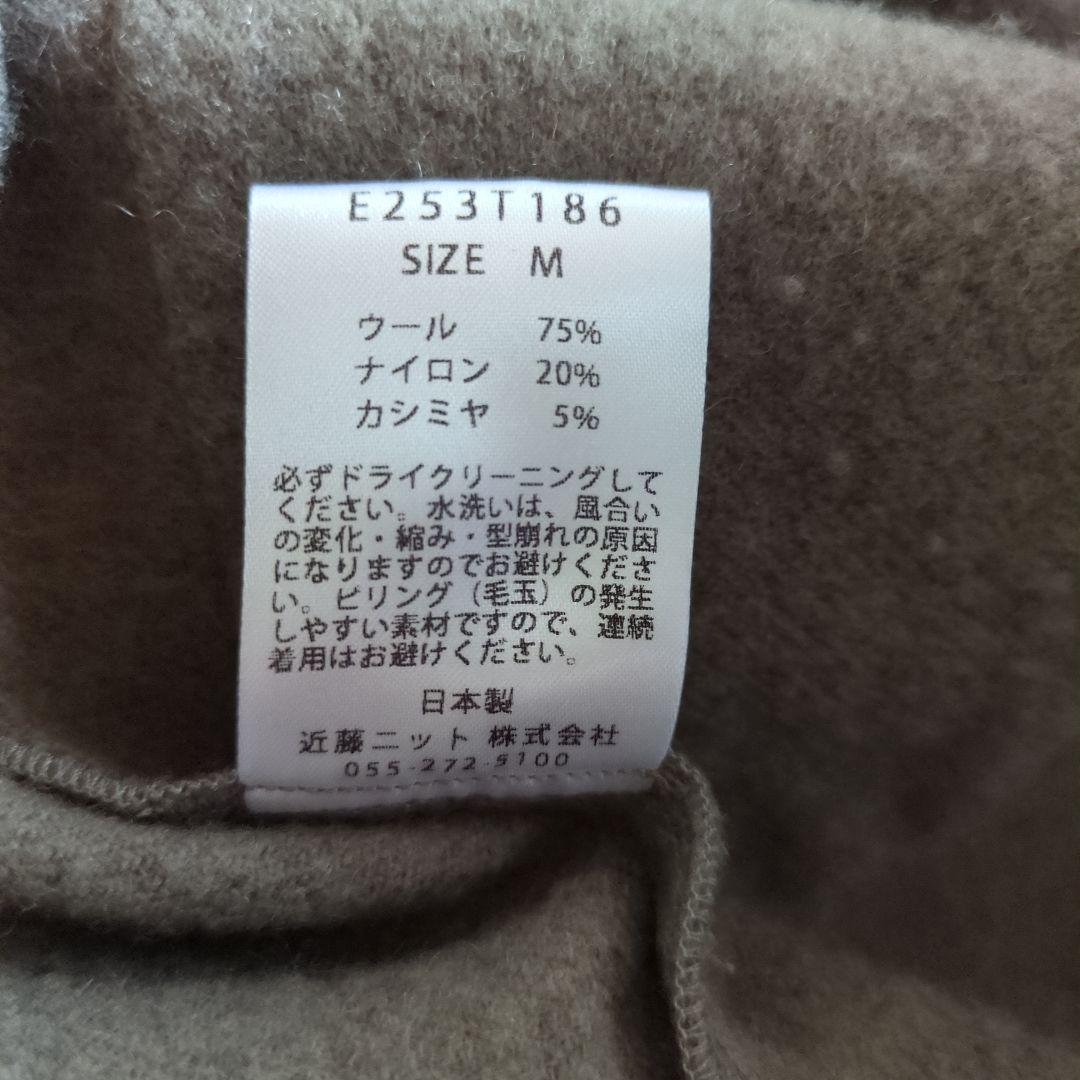 E253T186
SIZE M
ウール 75%
ナイロン 20%
カシミヤ 5%
必ずドライクリーニングして
ください。水洗いは、風合い
の変化・縮み・型崩れの原因
になりますのでお避けくださ
い。ピリング（毛玉）の発生
しやすい素材ですので、連続
着用はお避けください。
日本製
近藤ニット 株式会社
055-272-5100